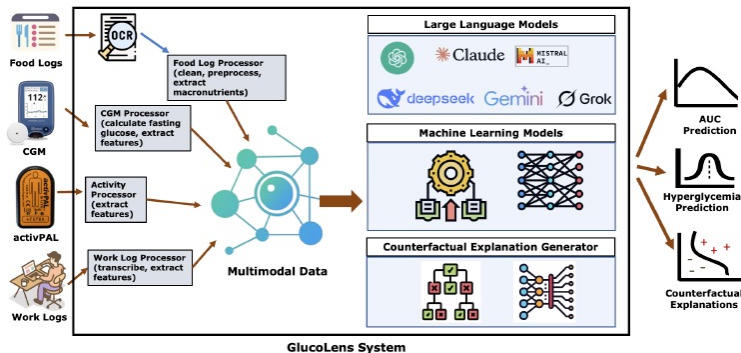 Food Logs
OCR
Food Log Processor
(clean, preprocess,
extract
macronutrients)
112
CGM
CGM Processor
(calculate fasting
glucose, extract
features)
activPAL
activPAL
Activity
Processor
(extract
features)
Work Logs
Work Log Processor
(transcribe, extract
features)
Multimodal Data
Large Language Models
Claude
MISTRAL
AI_
deepseek
Gemini
Grok
Machine Learning Models
Counterfactual Explanation Generator
AUC
Prediction
Hyperglycemia
Prediction
Counterfactual
Explanations
GlucoLens System